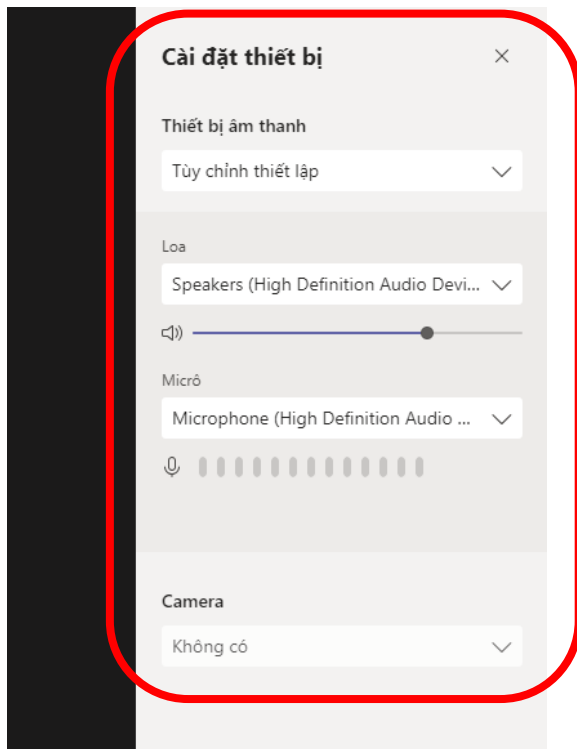 Cài đặt thiết bị
Thiết bị âm thanh
Tùy chỉnh thiết lập
Loa
Speakers (High Definition Audio Devi...
Micrô
Microphone (High Definition Audio ...
Camera
Không có